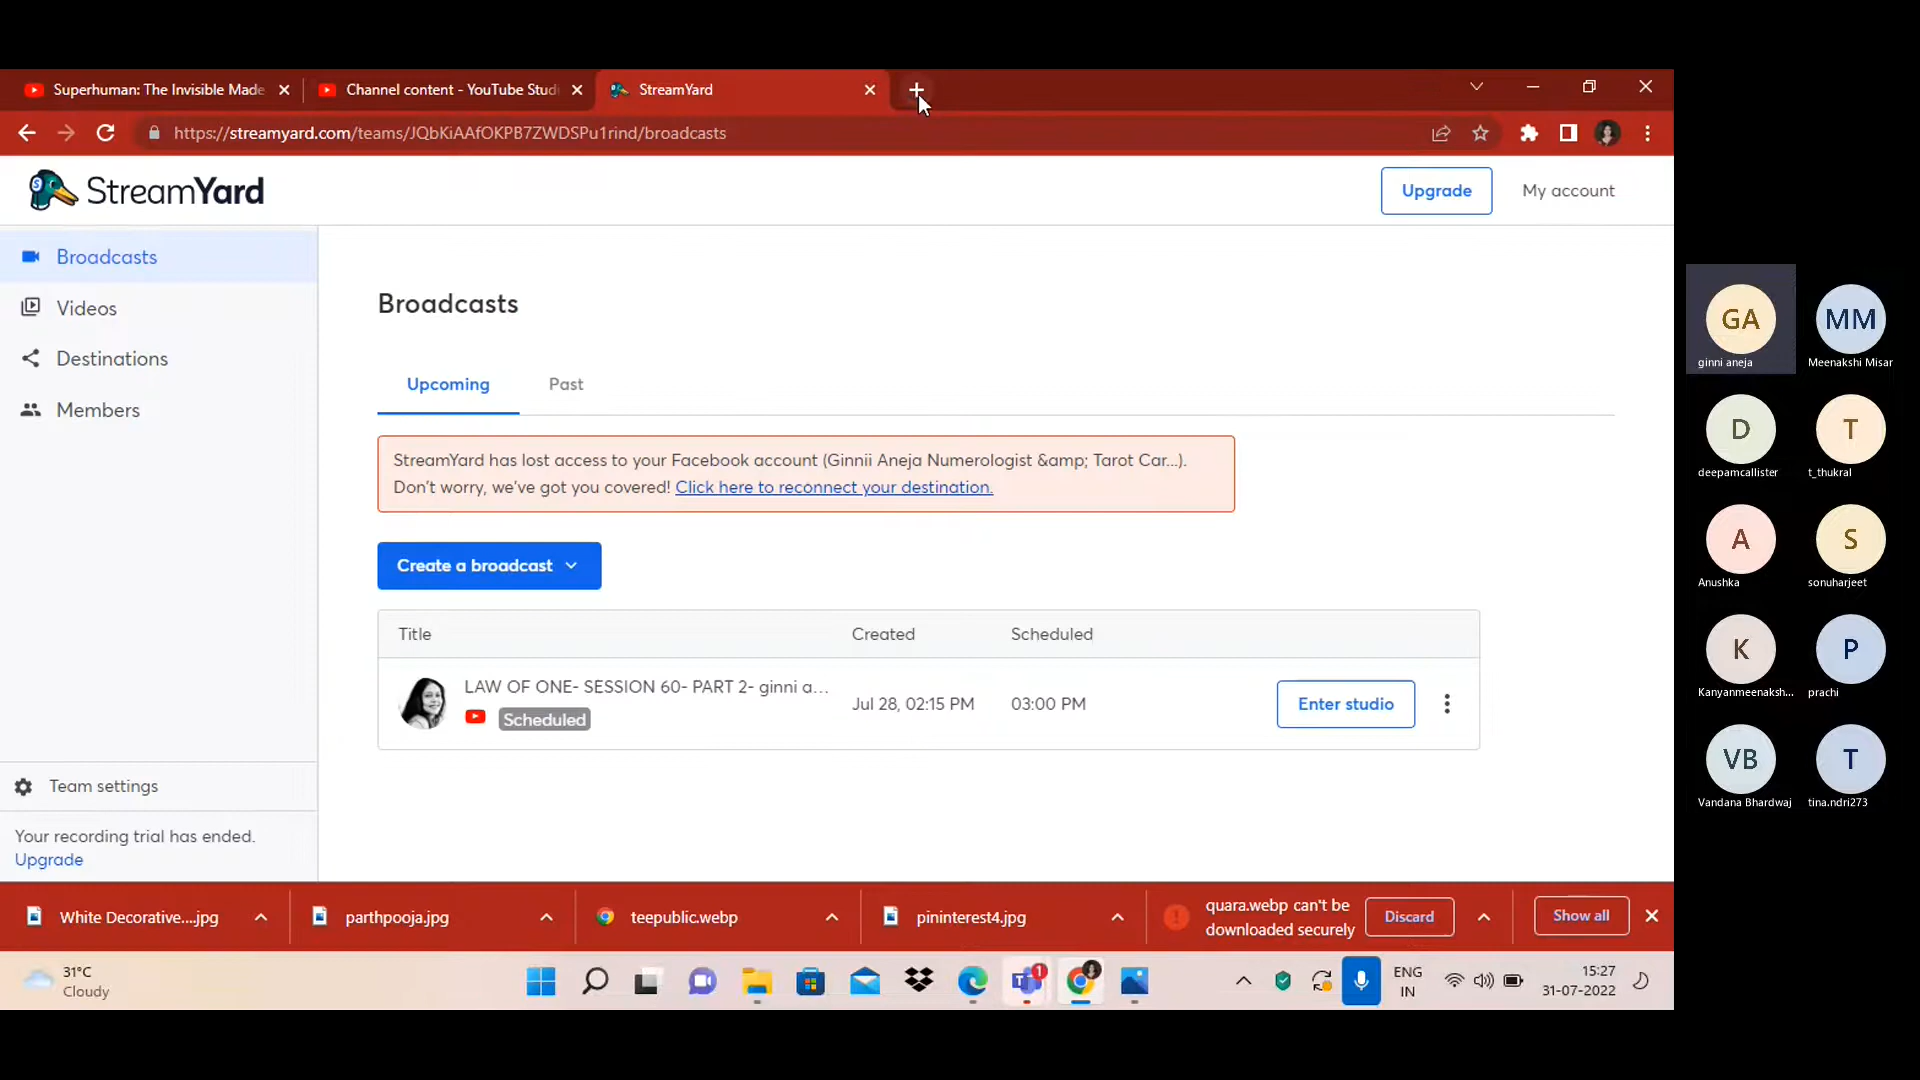 Superhuman: The Invisible Made
Channel content - YouTube Stud
StreamYard
https://streamyard.com/teams/JQbKiAAfOKPB7ZWDSPu1rind/broadcasts
StreamYard
Upgrade
My account
Broadcasts
Videos
Destinations
Members
Team settings
Your recording trial has ended.
Upgrade
Broadcasts
Upcoming
Past
StreamYard has lost access to your Facebook account (Ginnii Aneja Numerologist &amp; Tarot Car...).
Don't worry, we've got you covered! Click here to reconnect your destination.
Create a broadcast
Title Created Scheduled
LAW OF ONE- SESSION 60- PART 2- ginni a...
Scheduled
Jul 28, 02:15 PM
03:00 PM
Enter studio
GA
ginni aneja
MM
Meenakshi Misar
D
deepamcallister
T
t_thukral
A
Anushka
S
sonuharjeet
K
Kanyanmeenaksh...
P
prachi
VB
Vandana Bhardwaj
T
tina.ndri273
White Decorative....jpg
parthpooja.jpg
teepublic.webp
pininterest4.jpg
quara.webp can't be
downloaded securely
Discard
Show all
31°C
Cloudy
1
ENG
IN
15:27
31-07-2022